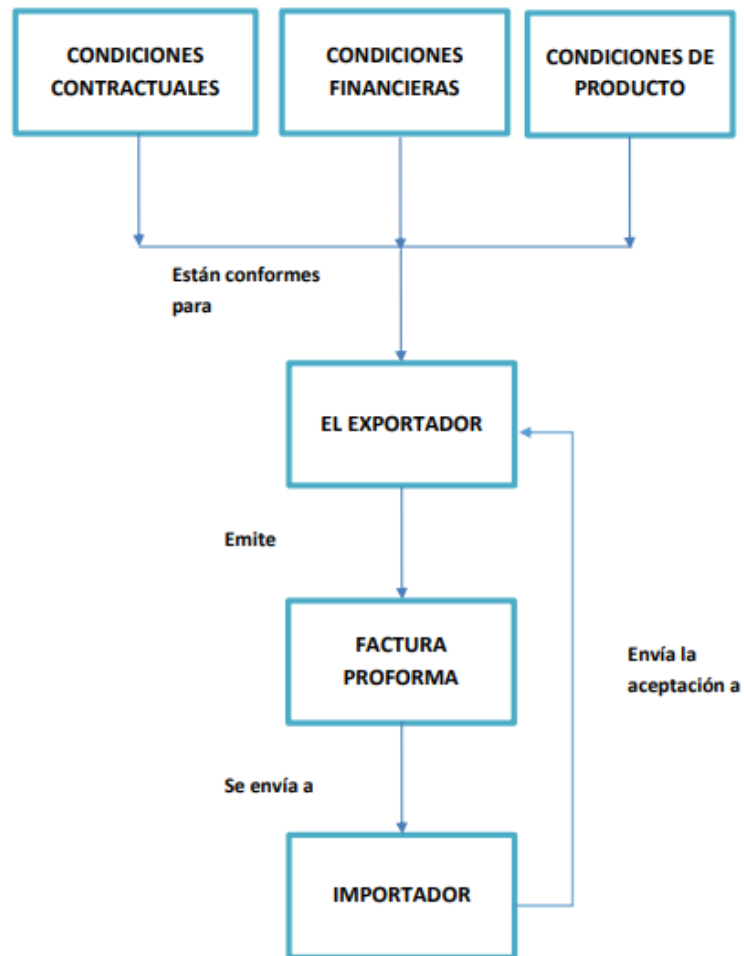 CONDICIONES
CONTRACTUALES
CONDICIONES
FINANCIERAS
CONDICIONES DE
PRODUCTO
Están conformes
para
EL EXPORTADOR
Emite
FACTURA
PROFORMA
Envía la
aceptación a
Se envía a
IMPORTADOR